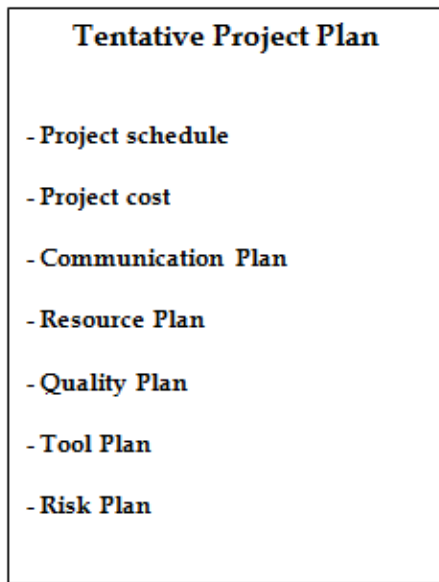 Tentative Project Plan
- Project schedule
- Project cost
- Communication Plan
- Resource Plan
- Quality Plan
- Tool Plan
- Risk Plan